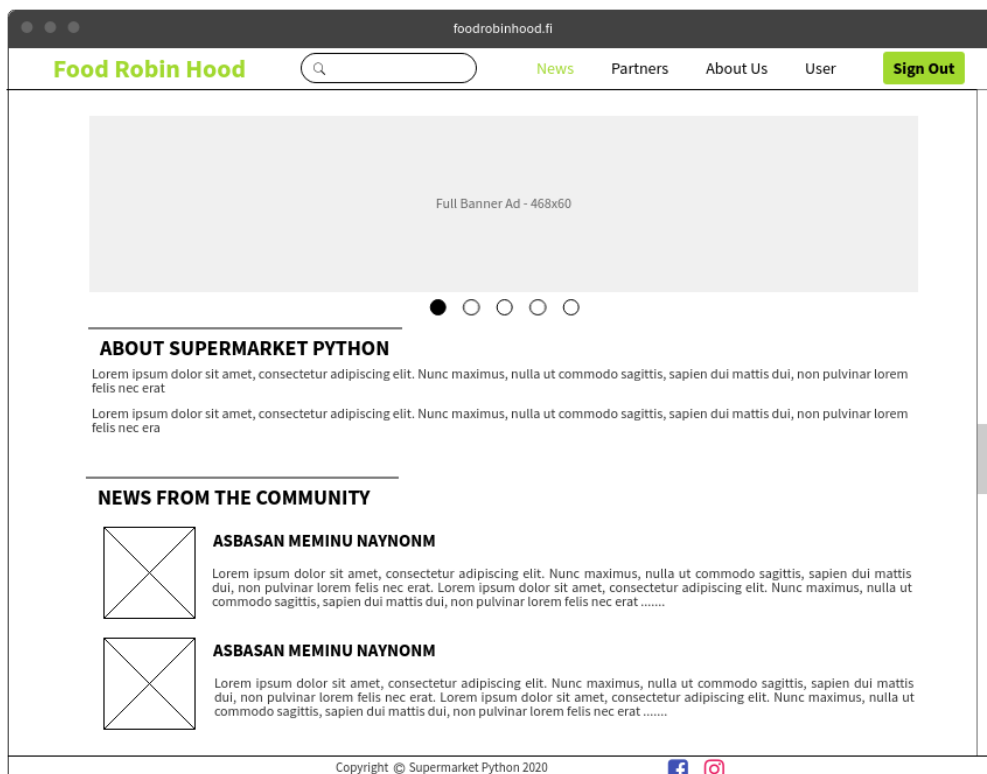 foodrobinhood.fi
Food Robin Hood
News
Partners
About Us
User
Sign Out
Full Banner Ad - 468x60
ABOUT SUPERMARKET PYTHON
Lorem ipsum dolor sit amet, consectetur adipiscing elit. Nunc maximus, nulla ut commodo sagittis, sapien dui mattis dui, non pulvinar lorem
felis nec erat
Lorem ipsum dolor sit amet, consectetur adipiscing elit. Nunc maximus, nulla ut commodo sagittis, sapien dui mattis dui, non pulvinar lorem
felis nec era
NEWS FROM THE COMMUNITY
ASBASAN MEMINU NAYNONM
Lorem ipsum dolor sit amet, consectetur adipiscing elit. Nunc maximus, nulla ut commodo sagittis, sapien dui mattis
dui, non pulvinar lorem felis nec erat. Lorem ipsum dolor sit amet, consectetur adipiscing elit. Nunc maximus, nulla ut
commodo sagittis, sapien dui mattis dui, non pulvinar lorem felis nec erat .......
ASBASAN MEMINU NAYNONM
Lorem ipsum dolor sit amet, consectetur adipiscing elit. Nunc maximus, nulla ut commodo sagittis, sapien dui mattis
dui, non pulvinar lorem felis nec erat. Lorem ipsum dolor sit amet, consectetur adipiscing elit. Nunc maximus, nulla ut
commodo sagittis, sapien dui mattis dui, non pulvinar lorem felis nec erat .......
Copyright © Supermarket Python 2020